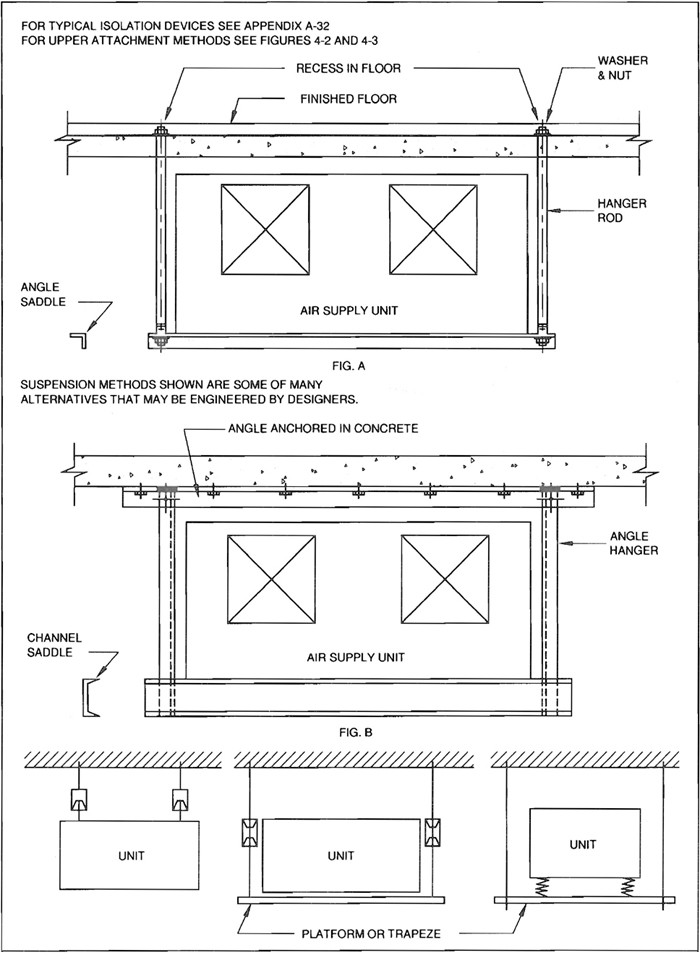 FOR TYPICAL ISOLATION DEVICES SEE APPENDIX A-32
FOR UPPER ATTACHMENT METHODS SEE FIGURES 4-2 AND 4-3
WASHER
& NUT
RECESS IN FLOOR
FINISHED FLOOR
HANGER
ROD
ANGLE
SADDLE
AIR SUPPLY UNIT
FIG. A
SUSPENSION METHODS SHOWN ARE SOME OF MANY
ALTERNATIVES THAT MAY BE ENGINEERED BY DESIGNERS.
ANGLE ANCHORED IN CONCRETE
ANGLE
HANGER
CHANNEL
SADDLE
AIR SUPPLY UNIT
FIG. B
UNIT
UNIT
UNIT
PLATFORM OR TRAPEZE